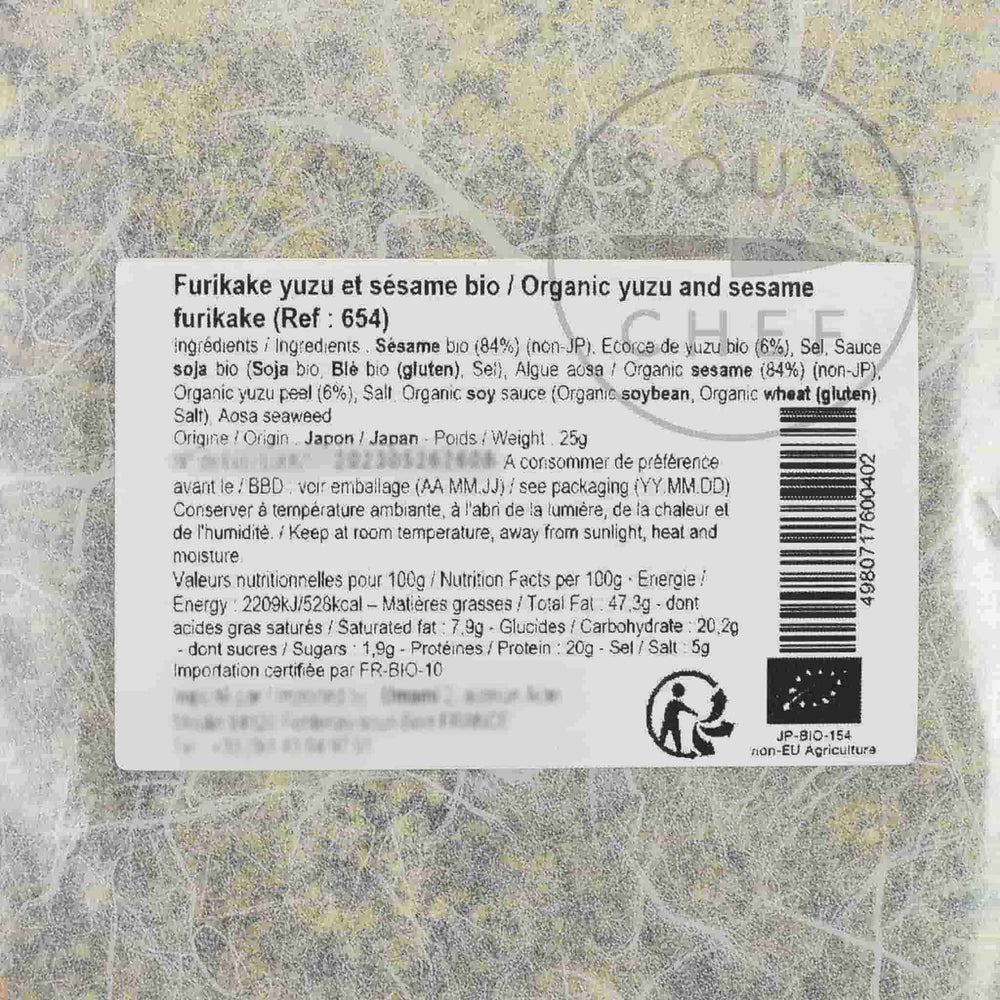 SOUS
CHEF
Furikake yuzu et sésame bio / Organic yuzu and sesame
furikake (Ref : 654)
Ingrédients / Ingredients : Sésame bio (84%) (non-JP), Ecorce de yuzu bio (6%), Sel, Sauce
soja bio (Soja bio, Blé bio (gluten), Sel), Algue aosa / Organic sesame (84%) (non-JP),
Organic yuzu peel (6%), Salt, Organic soy sauce (Organic soybean, Organic wheat (gluten),
Salt), Aosa seaweed
Origine / Origin : Japon / Japan - Poids / Weight : 25g
A consommer de préférence
avant le / BBD : voir emballage (AA.MM.JJ) / see packaging (YY.MM.DD)
Conserver à température ambiante, à l'abri de la lumière, de la chaleur et
de l'humidité. / Keep at room temperature, away from sunlight, heat and
moisture.
Valeurs nutritionnelles pour 100g / Nutrition Facts per 100g - Energie /
Energy : 2209kJ/528kcal – Matières grasses / Total Fat : 47,3g - dont
acides gras saturés / Saturated fat : 7,9g - Glucides / Carbohydrate : 20,2g
- dont sucres / Sugars : 1,9g - Protéines / Protein : 20g - Sel / Salt : 5g
Importation certifiée par FR-BIO-10
4980717600402
JP-BIO-154
non-EU Agriculture